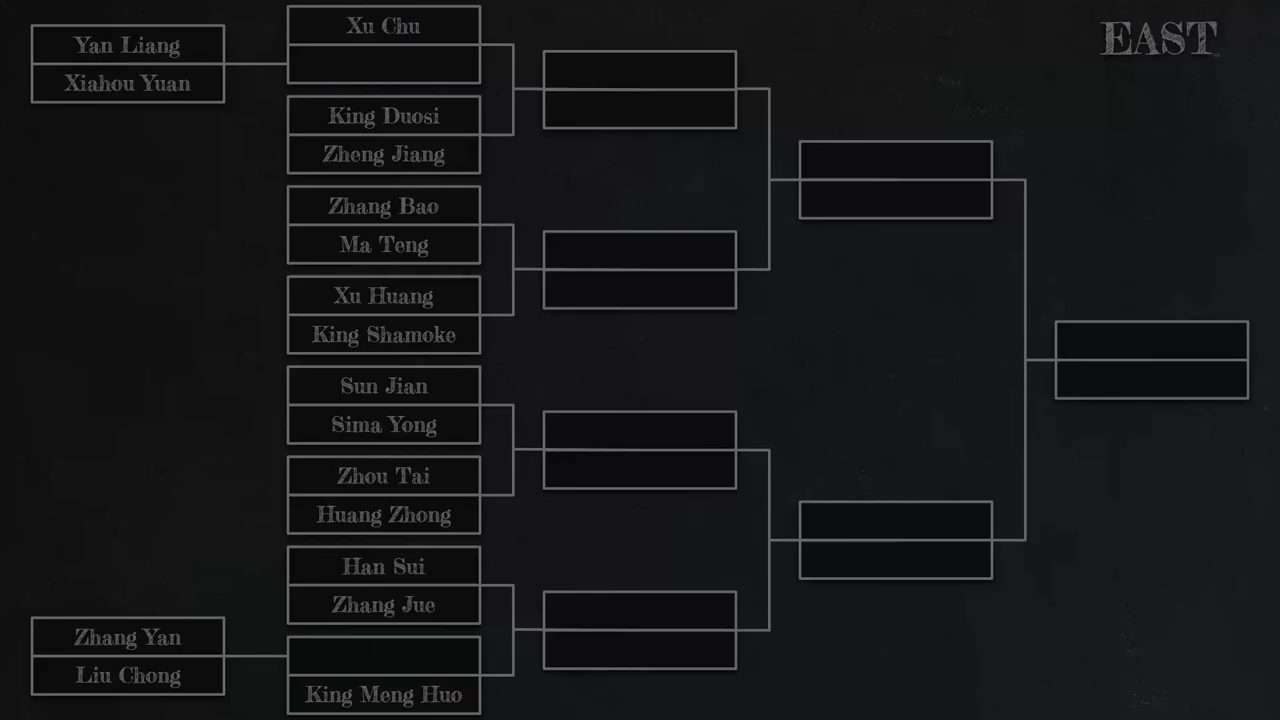 EAST
Yan Liang
Xiahou Yuan
Xu Chu
King Duosi
Zheng Jiang
Zhang Bao
Ma Teng
Xu Huang
King Shamoke
Sun Jian
Sima Yong
Zhou Tai
Huang Zhong
Han Sui
Zhang Jue
Zhang Yan
Liu Chong
King Meng Huo